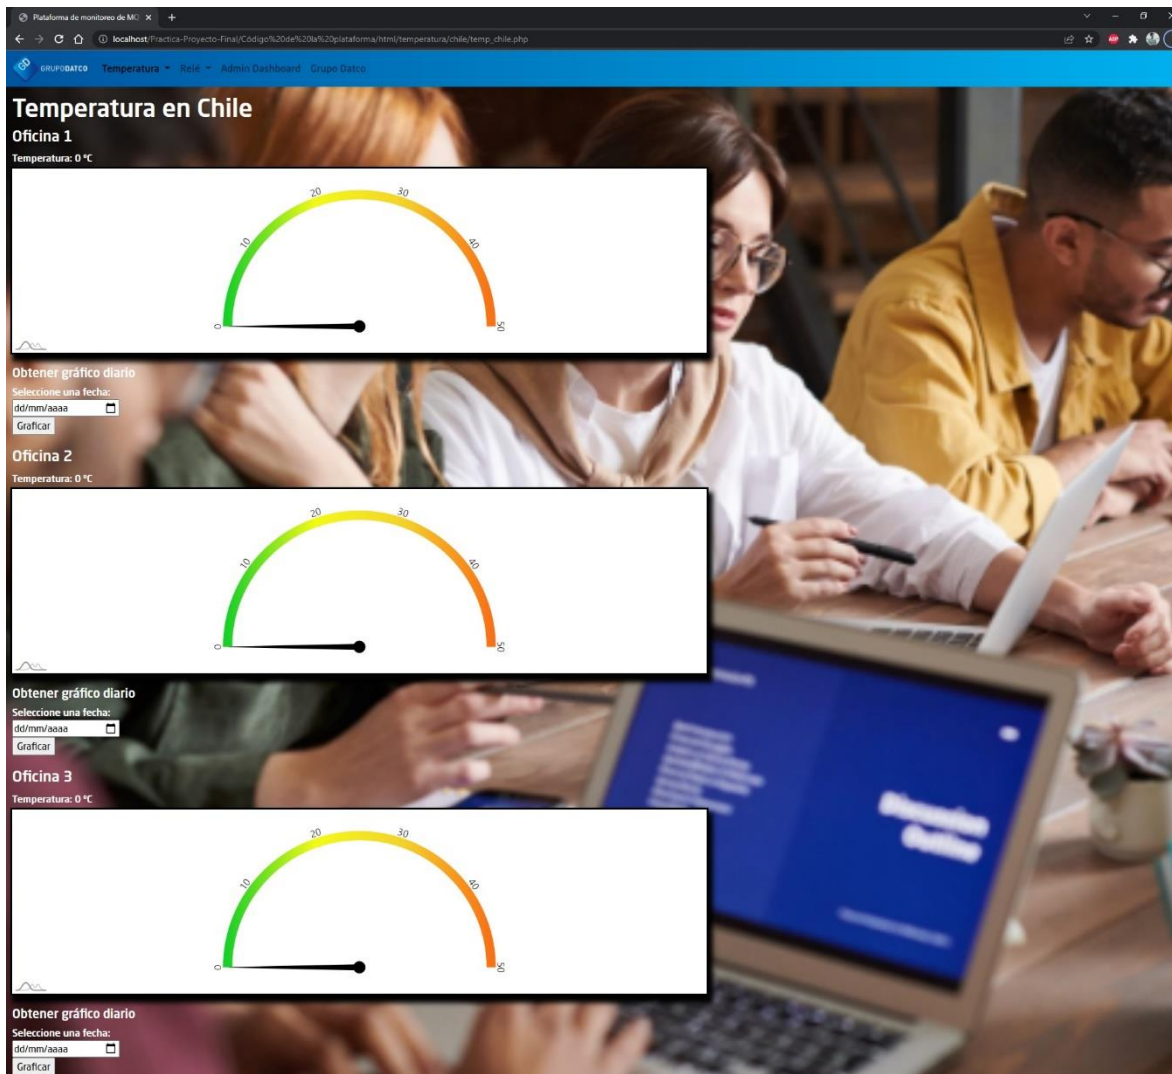 Plataforma de monitoreo de MO
localhost/Practica-Proyecto-Final/Código%20de%20la%20plataforma/html/temperatura/chile/temp_chile.php
GRUPODATCO Temperatura Relé Admin Dashboard Grupo Datco
Temperatura en Chile
Oficina 1
Temperatura: 0 °C
0 10 20 30 40 50
Obtener gráfico diario
Seleccione una fecha:
dd/mm/aaaa
Graficar
Oficina 2
Temperatura: 0 °C
0 10 20 30 40 50
Obtener gráfico diario
Seleccione una fecha:
dd/mm/aaaa
Graficar
Discussion
Outline
Oficina 3
Temperatura: 0 °C
0 10 20 30 40 50
Obtener gráfico diario
Seleccione una fecha:
dd/mm/aaaa
Graficar